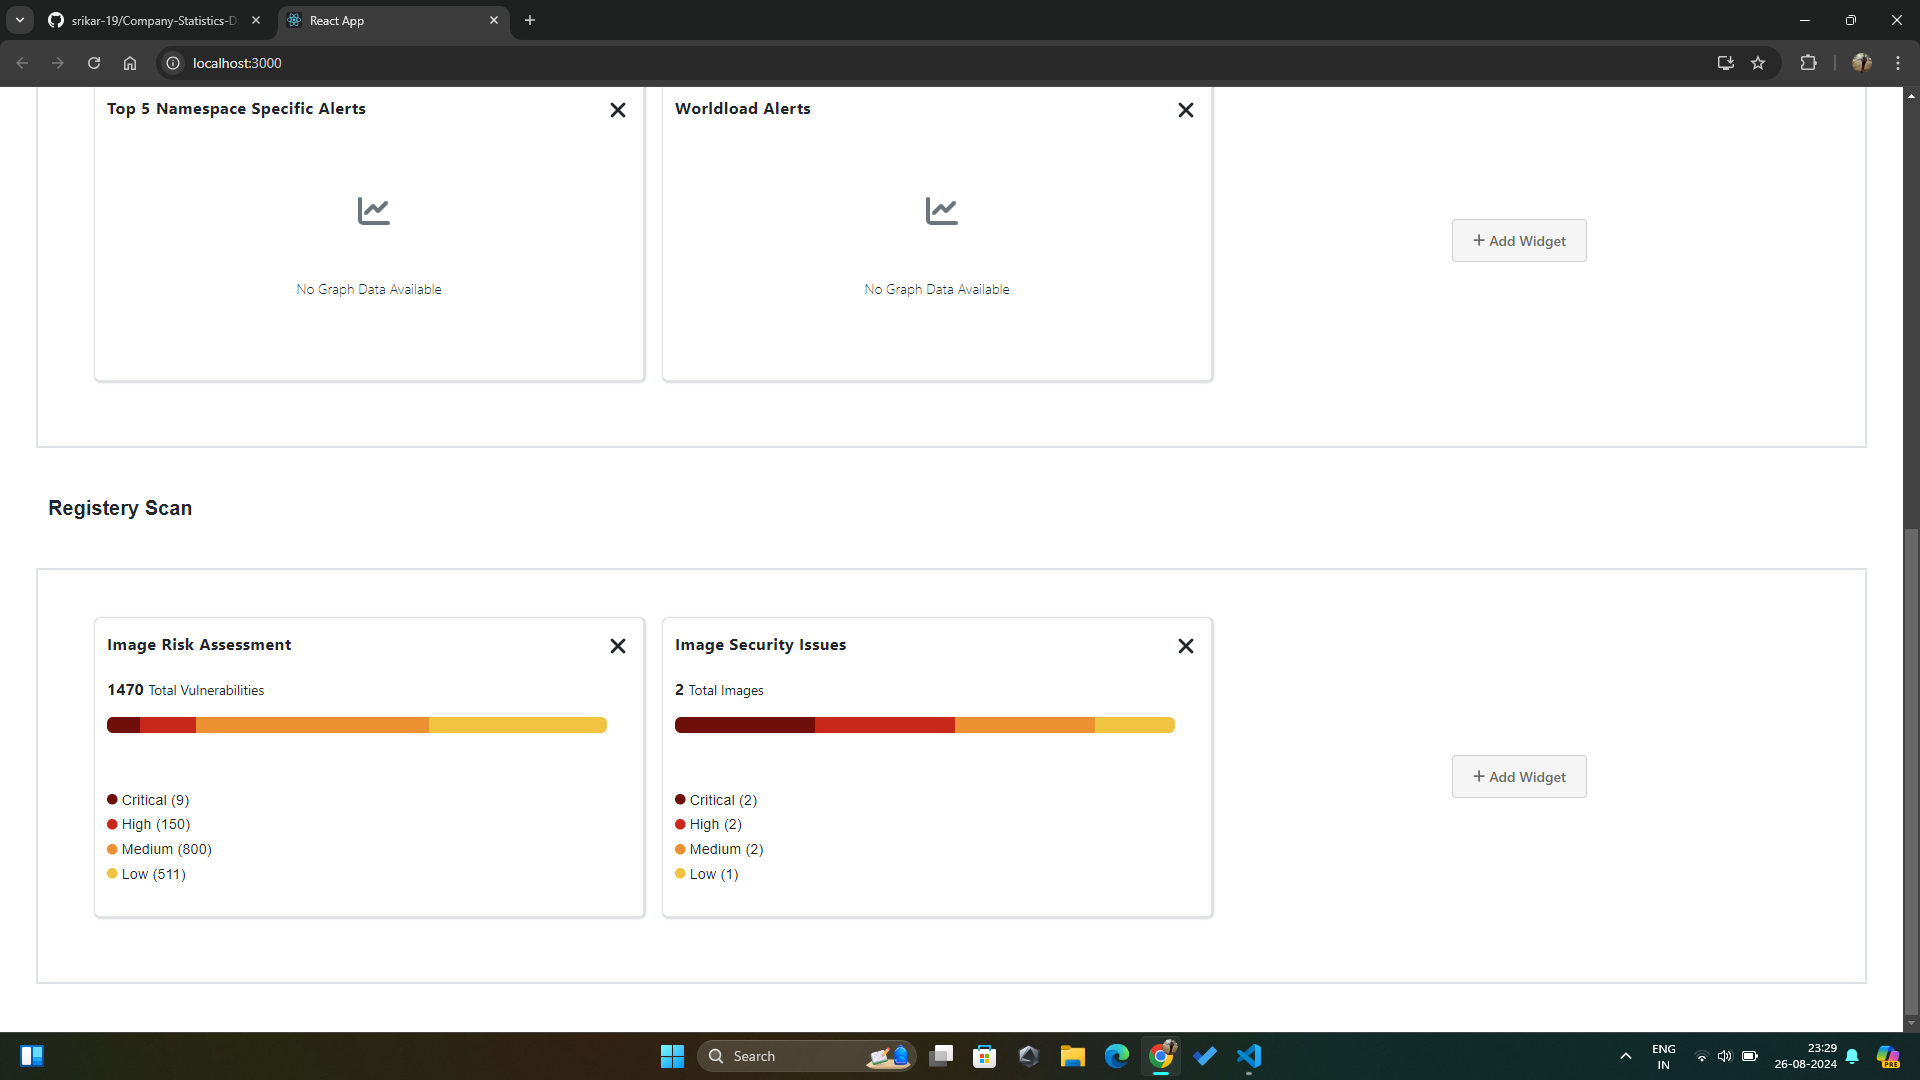 srikar-19/Company-Statistics-D
React App
localhost:3000
Top 5 Namespace Specific Alerts
Worldload Alerts
No Graph Data Available
No Graph Data Available
+ Add Widget
Registery Scan
Image Risk Assessment
1470 Total Vulnerabilities
Critical (9)
High (150)
Medium (800)
Low (511)
Image Security Issues
2 Total Images
Critical (2)
High (2)
Medium (2)
Low (1)
+ Add Widget
Search
ENG
IN
23:29
26-08-2024
PRE